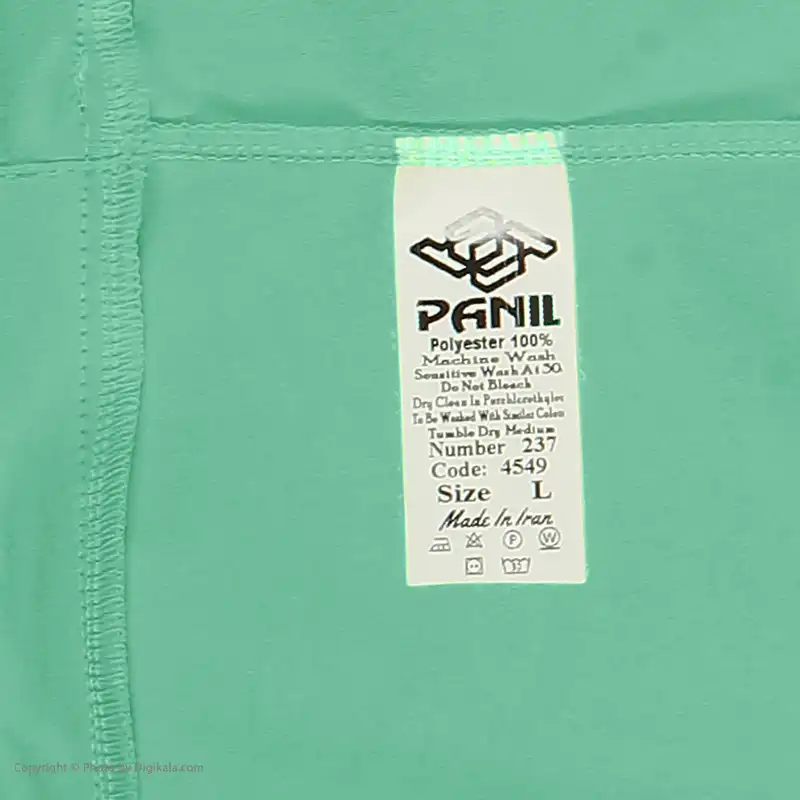 PANIL
Polyester 100%
Machine Wash
Sensitive Wash At 30
Do Not Bleach
Dry Clean In
To Be Washed With Similar Colors
Tumble Dry Medium
Number 237
Code: 4549
Size L
Made In Iran
P W
Copyright © Photo by Digikala.com